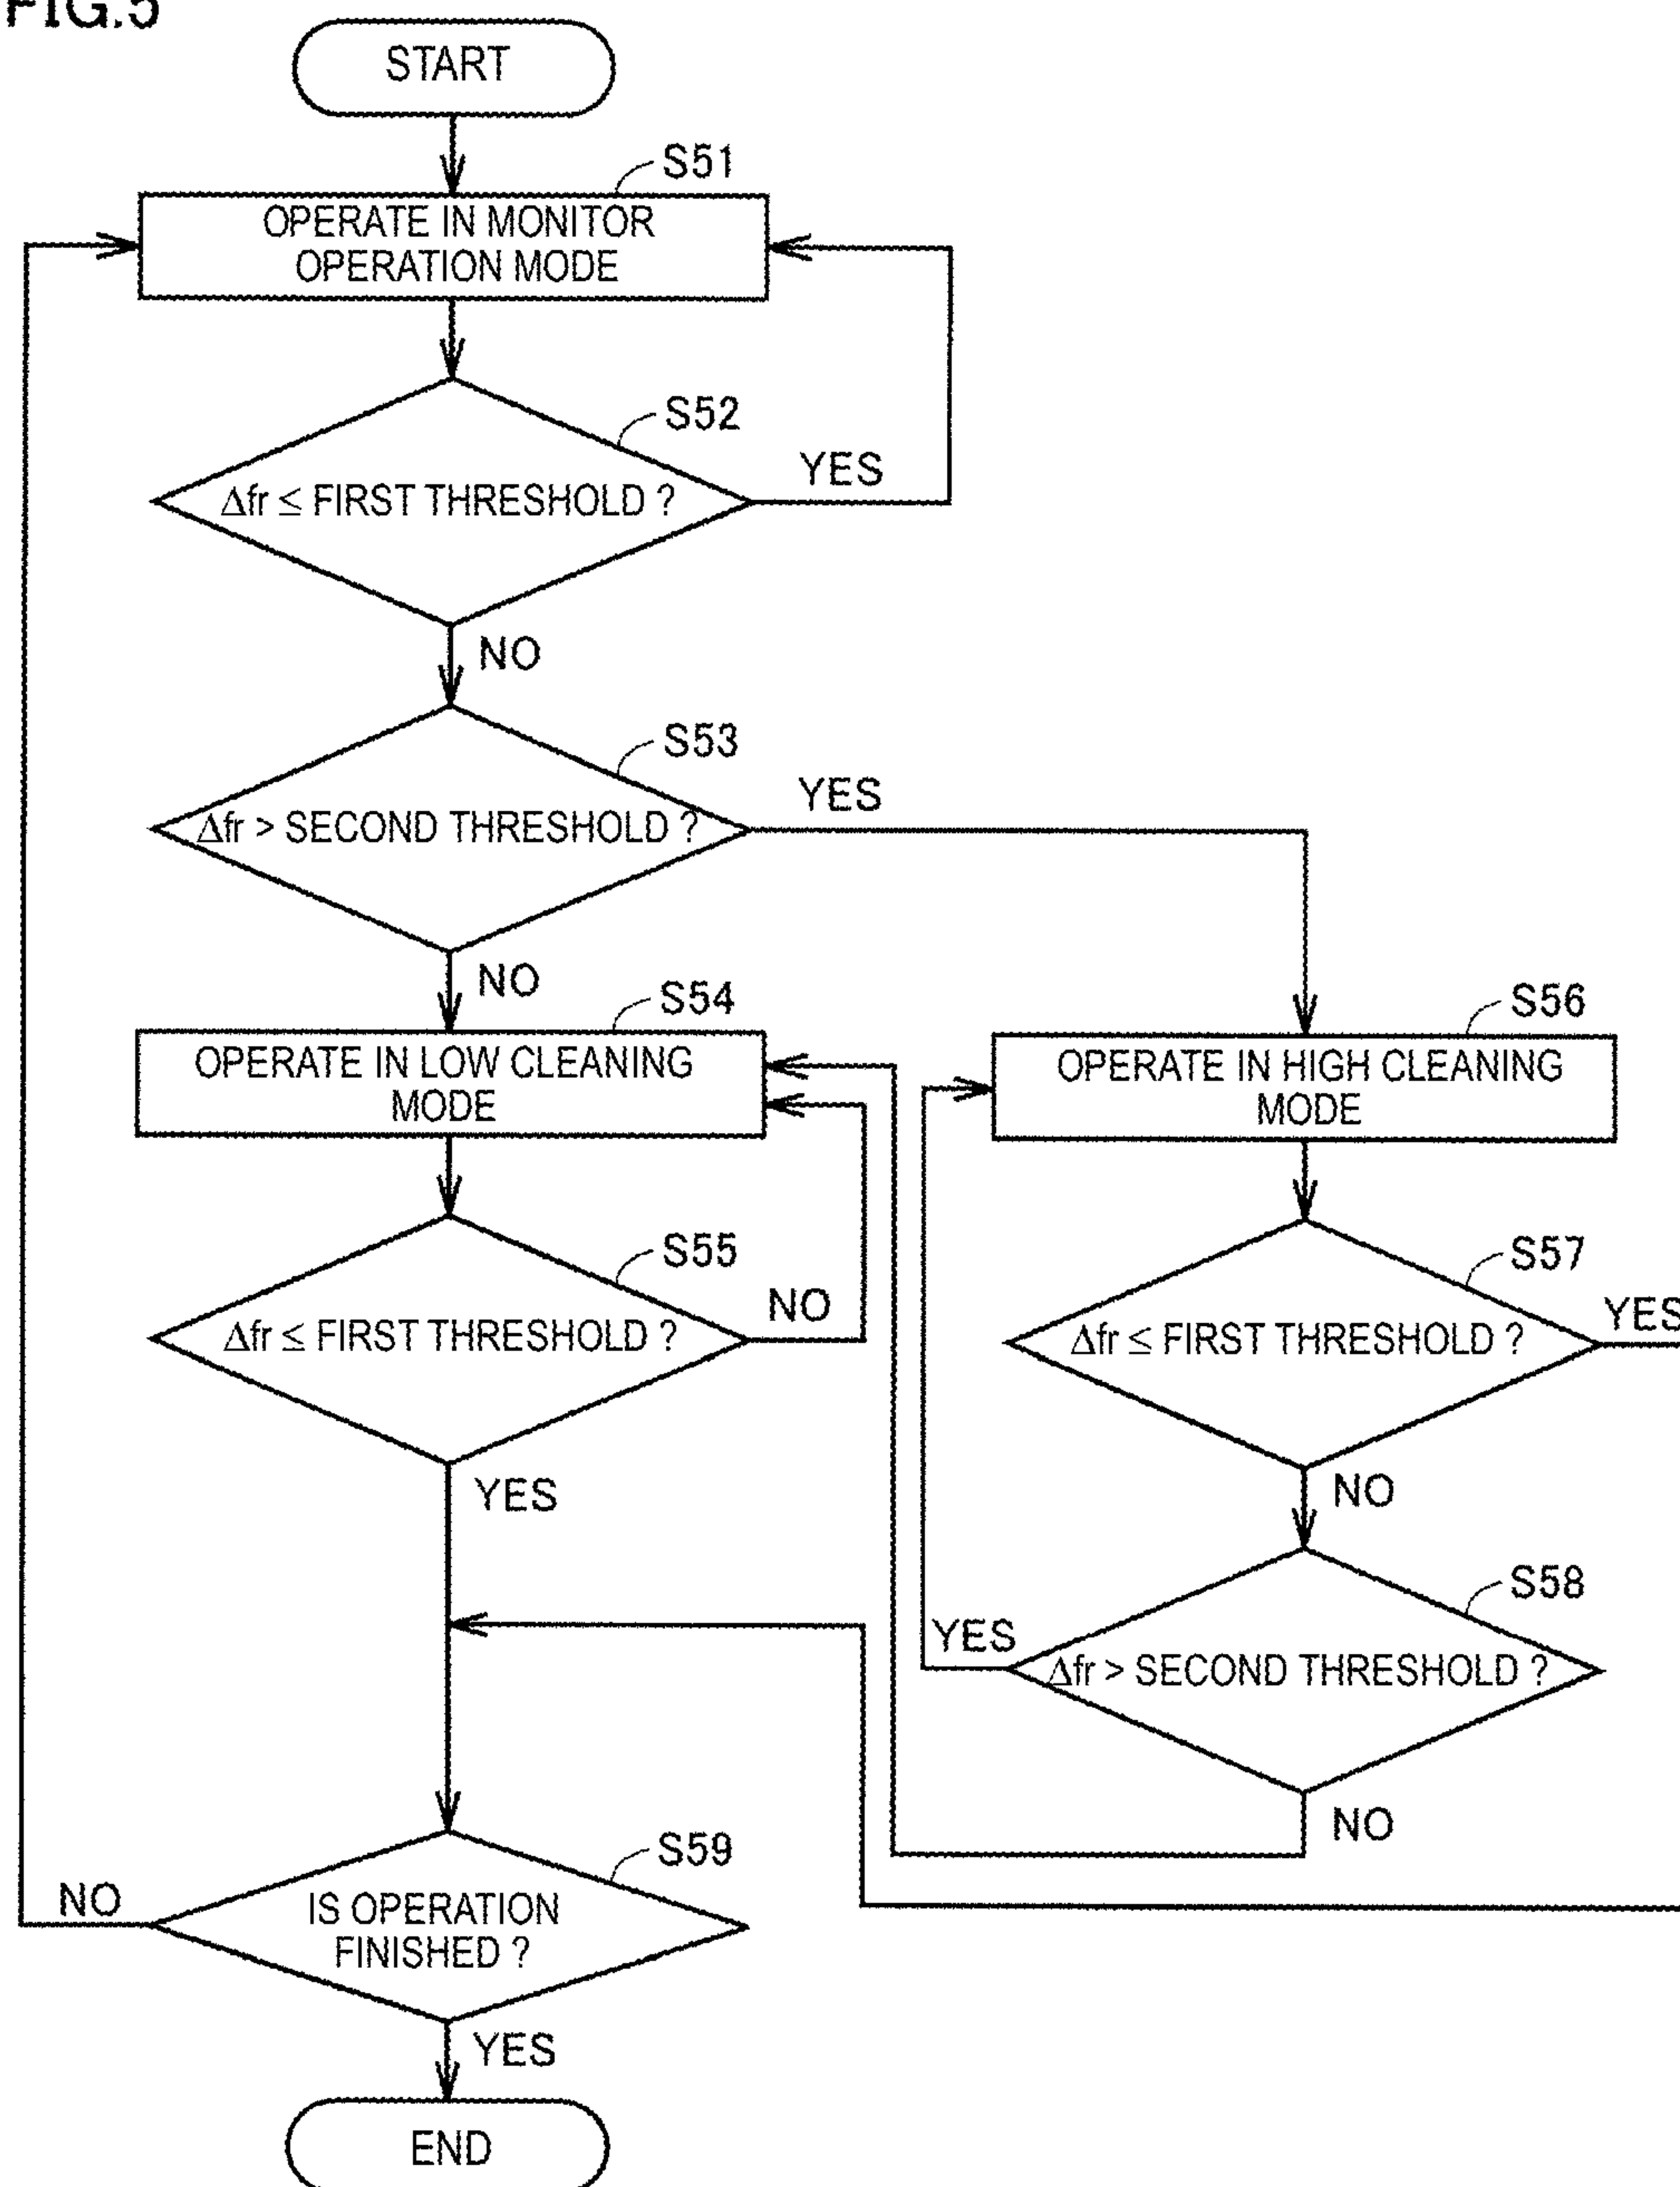 FIG.5
START
S51
OPERATE IN MONITOR
OPERATION MODE
S52
Δfr ≤ FIRST THRESHOLD ?
YES
NO
S53
Δfr > SECOND THRESHOLD ?
YES
NO
S54
OPERATE IN LOW CLEANING
MODE
S55
Δfr ≤ FIRST THRESHOLD ?
NO
YES
S56
OPERATE IN HIGH CLEANING
MODE
S57
Δfr ≤ FIRST THRESHOLD ?
YES
NO
S58
Δfr > SECOND THRESHOLD ?
YES
NO
S59
IS OPERATION
FINISHED ?
NO
YES
END